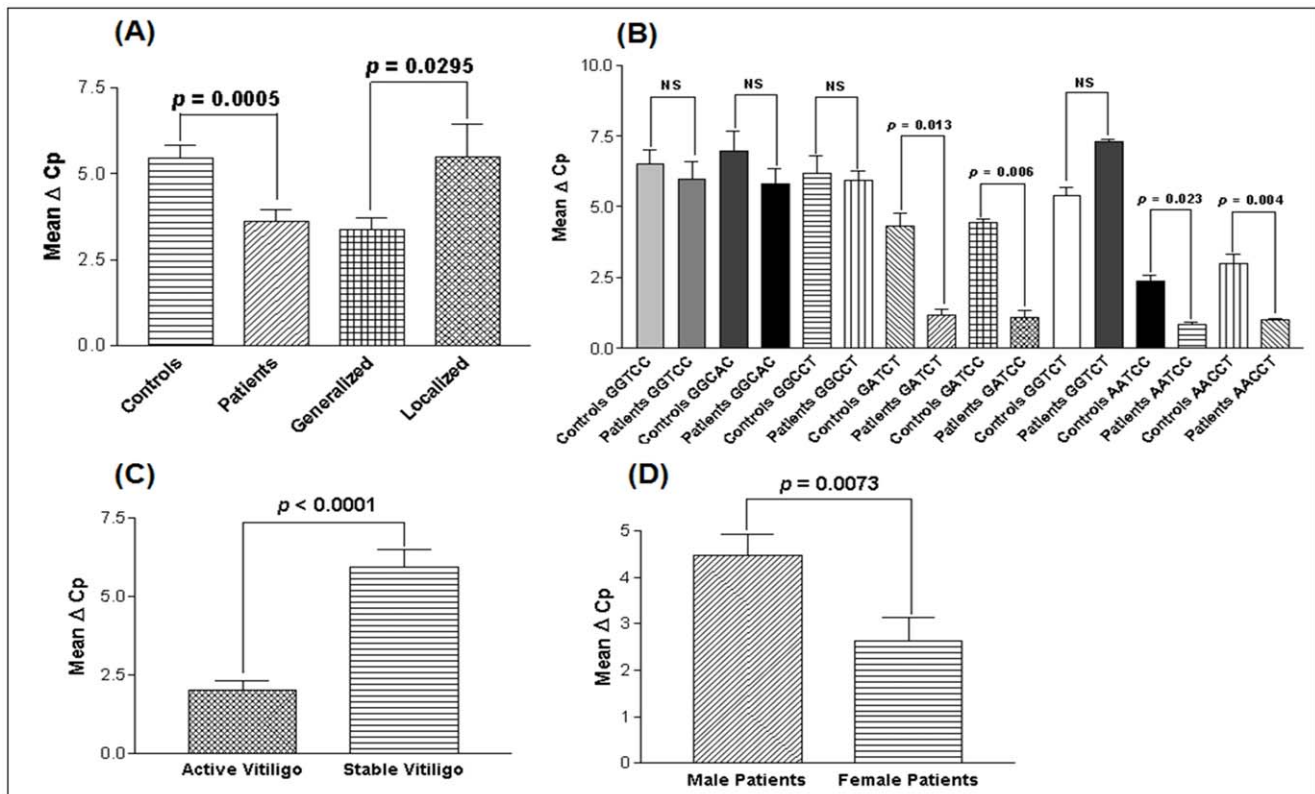 (A)
p = 0.0005
p = 0.0295
7.5
5.0
2.5
0.0
Mean Δ Cp
Controls
Patients
Generalized
Localized
(B)
10.0
7.5
5.0
2.5
0.0
Mean Δ Cp
NS
NS
NS
p = 0.013
p = 0.006
NS
p = 0.023
p = 0.004
Controls GGTCC
Patients GGTCC
Controls GGCAC
Patients GGCAC
Controls GGCCT
Patients GGCCT
Controls GATCT
Patients GATCT
Controls GATCC
Patients GATCC
Controls GGTCT
Patients GGTCT
Controls AATCC
Patients AATCC
Controls AACCT
Patients AACCT
(C)
p < 0.0001
7.5
5.0
2.5
0.0
Mean Δ Cp
Active Vitiligo
Stable Vitiligo
(D)
p = 0.0073
5
4
3
2
1
0
Mean Δ Cp
Male Patients
Female Patients